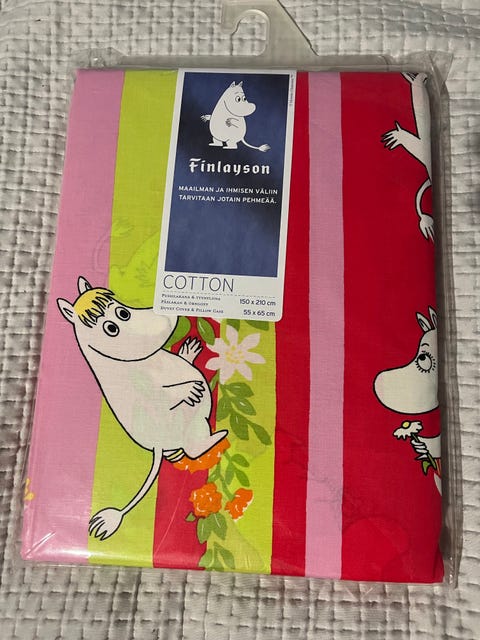 Finlayson
MAAILMAN JA IHMISEN VÄLIIN
TARVITAAN JOTAIN PEHMEÄÄ.
COTTON
PUSSILAKANA & TYYNYLIINA
PÅSLAKAN & ÖRNGOTT
DUVET COVER & PILLOW CASE
150 x 210 cm
55 x 65 cm